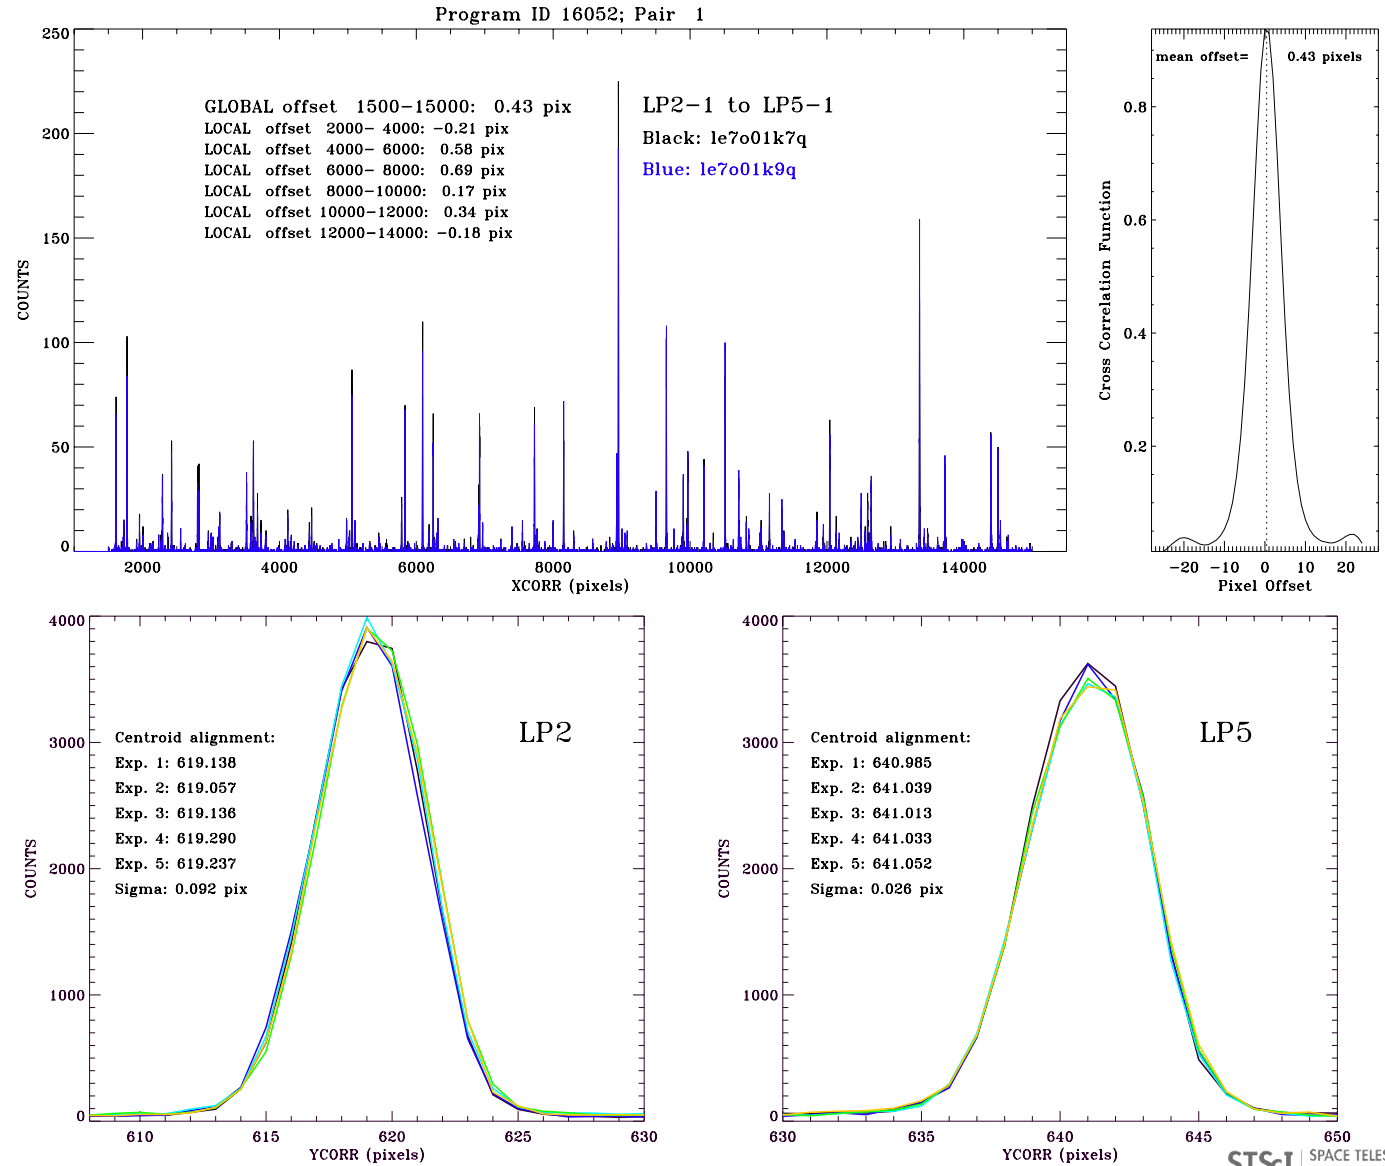 Program ID 16052; Pair 1
250
200
150
100
50
0
COUNTS
GLOBAL offset 1500-15000: 0.43 pix
LOCAL offset 2000- 4000: -0.21 pix
LOCAL offset 4000- 6000: 0.58 pix
LOCAL offset 6000- 8000: 0.69 pix
LOCAL offset 8000-10000: 0.17 pix
LOCAL offset 10000-12000: 0.34 pix
LOCAL offset 12000-14000: -0.18 pix
LP2-1 to LP5-1
Black: le7o01k7q
Blue: le7o01k9q
2000 4000 6000 8000 10000 12000 14000
XCORR (pixels)
mean offset= 0.43 pixels
0.8
0.6
0.4
0.2
Cross Correlation Function
-20 -10 0 10 20
Pixel Offset
4000
3000
2000
1000
0
COUNTS
LP2
Centroid alignment:
Exp. 1: 619.138
Exp. 2: 619.057
Exp. 3: 619.136
Exp. 4: 619.290
Exp. 5: 619.237
Sigma: 0.092 pix
610 615 620 625 630
YCORR (pixels)
4000
3000
2000
1000
0
COUNTS
LP5
Centroid alignment:
Exp. 1: 640.985
Exp. 2: 641.039
Exp. 3: 641.013
Exp. 4: 641.033
Exp. 5: 641.052
Sigma: 0.026 pix
630 635 640 645 650
YCORR (pixels)
STScI | SPACE TELES